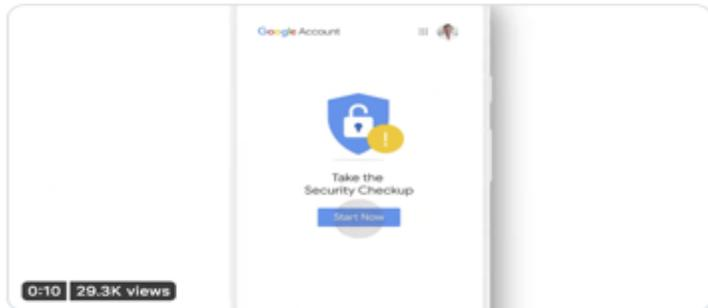 Google Account
!
Take the
Security Checkup
Start Now
0:10 29.3K views